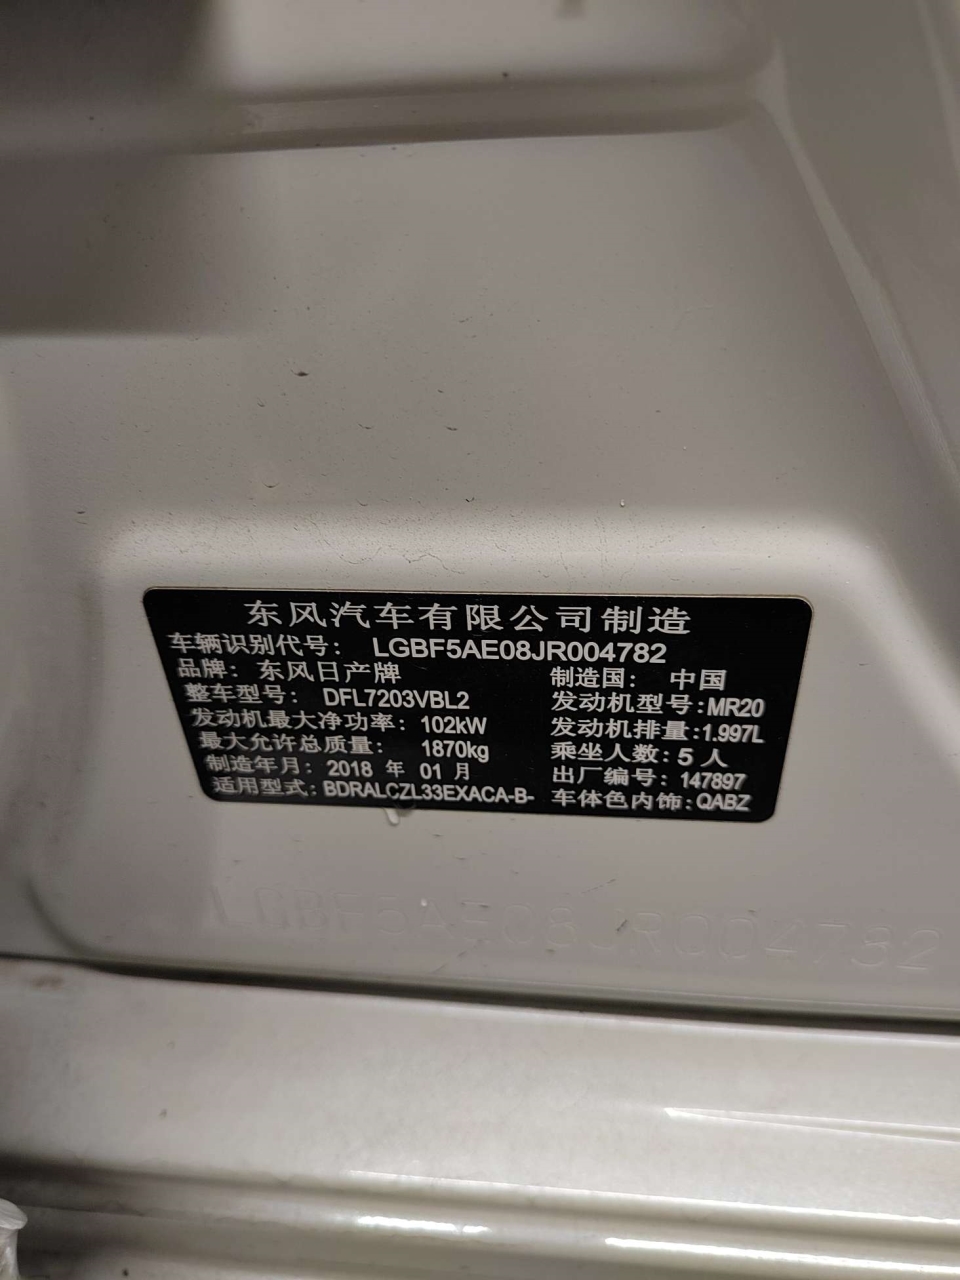 东风汽车有限公司制造
车辆识别代号: LGBF5AE08JR004782
品牌: 东风日产牌 制造国: 中国
整车型号: DFL7203VBL2 发动机型号:MR20
发动机最大净功率: 102kW 发动机排量:1.997L
最大允许总质量: 1870kg 乘坐人数:5人
制造年月: 2018 年 01 月 出厂编号: 147897
适用型式: BDRALCZL33EXACA-B- 车体色内饰:QABZ
LGBF5AE08JR004782